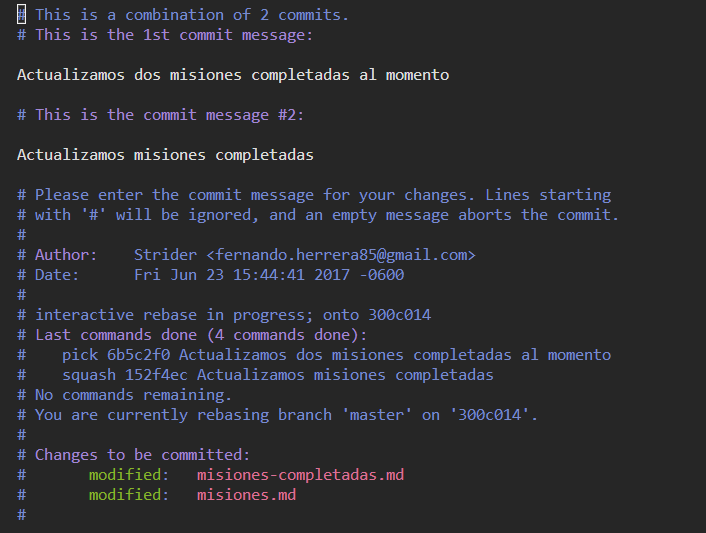 # This is a combination of 2 commits.
# This is the 1st commit message:
Actualizamos dos misiones completadas al momento
# This is the commit message #2:
Actualizamos misiones completadas
# Please enter the commit message for your changes. Lines starting
# with '#' will be ignored, and an empty message aborts the commit.
#
# Author:    Strider <fernando.herrera85@gmail.com>
# Date:      Fri Jun 23 15:44:41 2017 -0600
#
# interactive rebase in progress; onto 300c014
# Last commands done (4 commands done):
#    pick 6b5c2f0 Actualizamos dos misiones completadas al momento
#    squash 152f4ec Actualizamos misiones completadas
# No commands remaining.
# You are currently rebasing branch 'master' on '300c014'.
#
# Changes to be committed:
#       modified:   misiones-completadas.md
#       modified:   misiones.md
#